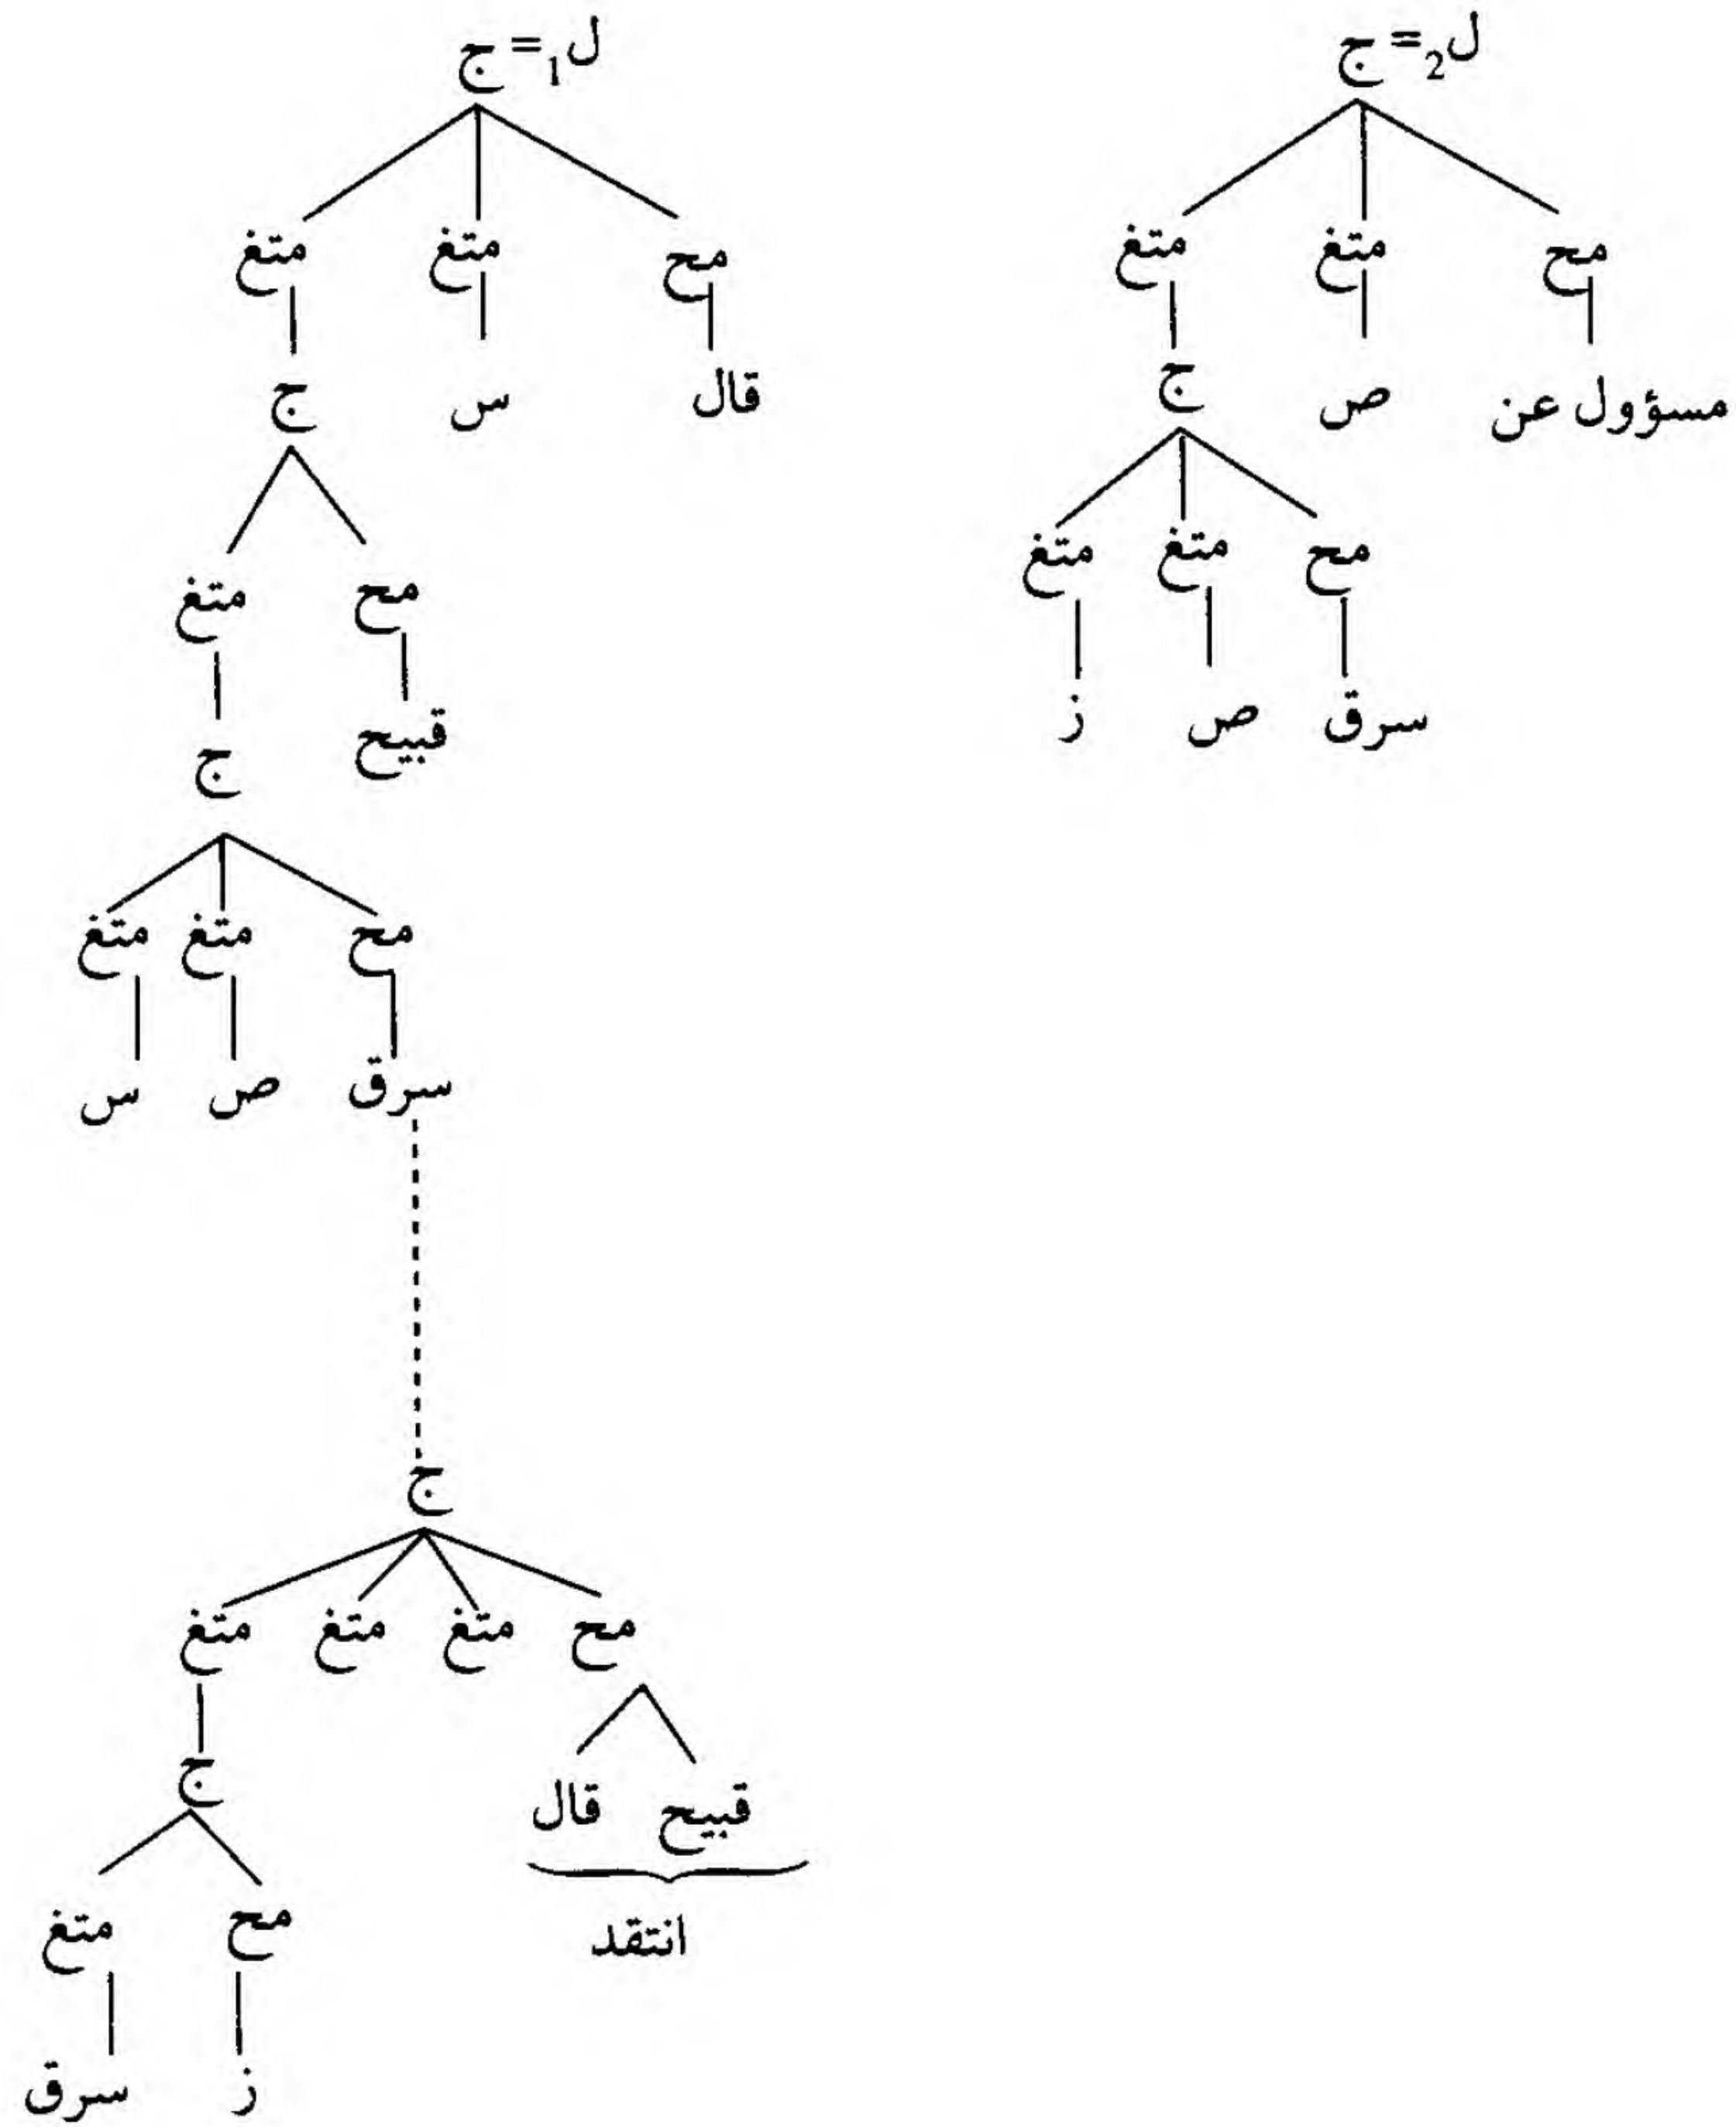 ل1= ج
ل2= ج
مح متغ متغ
مح متغ متغ
قال س ج
مسؤول عن ص ج
مح متغ متغ
مح متغ
سرق ص ز
قبيح ج
مح متغ متغ
سرق ص س
ج
مح متغ متغ متغ
قبيح قال ج
انتقد
مح متغ
ز سرق